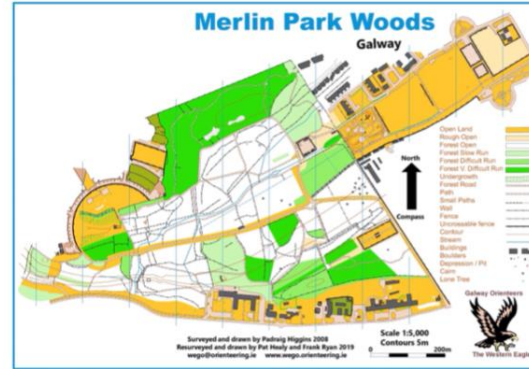 Merlin Park Woods
Galway
Open Land
Rough Open
Forest Open
Forest Slow Run
Forest Difficult Run
Forest V. Difficult Run
Undergrowth
Forest Road
Path
Small Paths
Wall
Fence
Uncrossable fence
Contour
Stream
Buildings
Boulders
Depression / Pit
Cairn
Lone Tree
North
Compass
Galway Orienteers
The Western Eagle
Scale 1:5,000
Contours 5m
0
200m
Surveyed and drawn by Padraig Higgins 2008
Resurveyed and drawn by Pat Healy and Frank Ryan 2019
wego@orienteering.ie www.wego.orienteering.ie